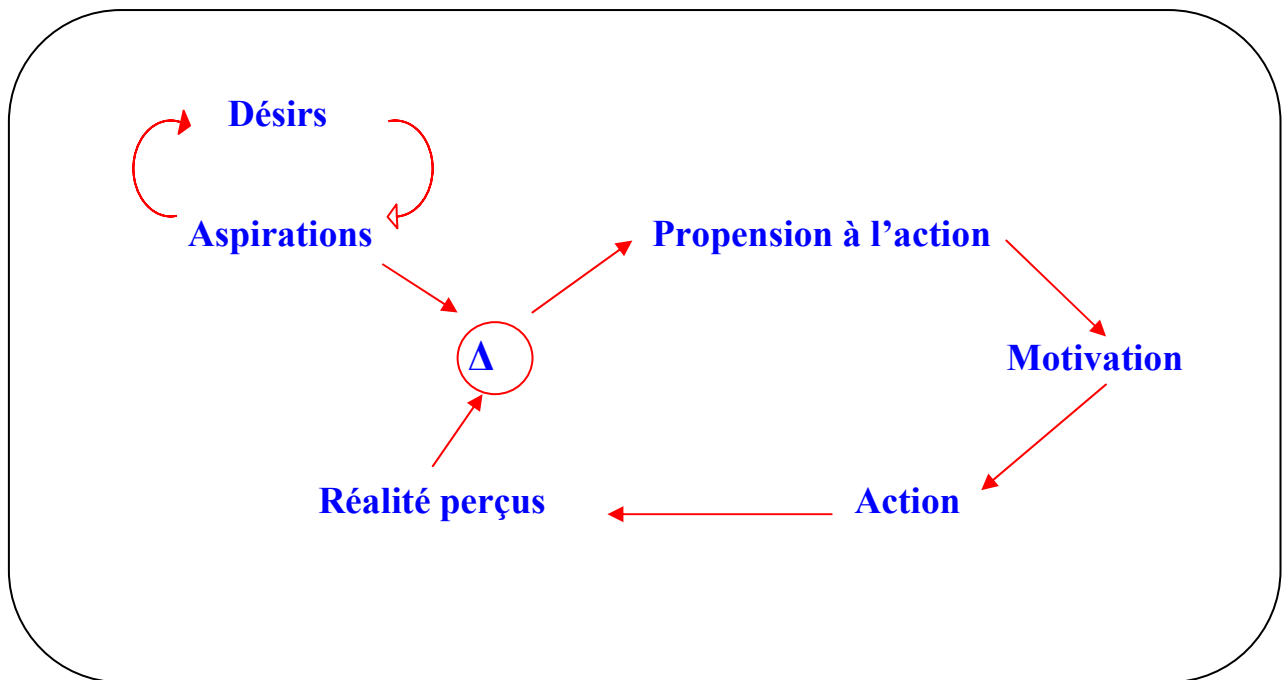 Désirs
Aspirations
Propension à l’action
Δ
Motivation
Réalité perçus
Action